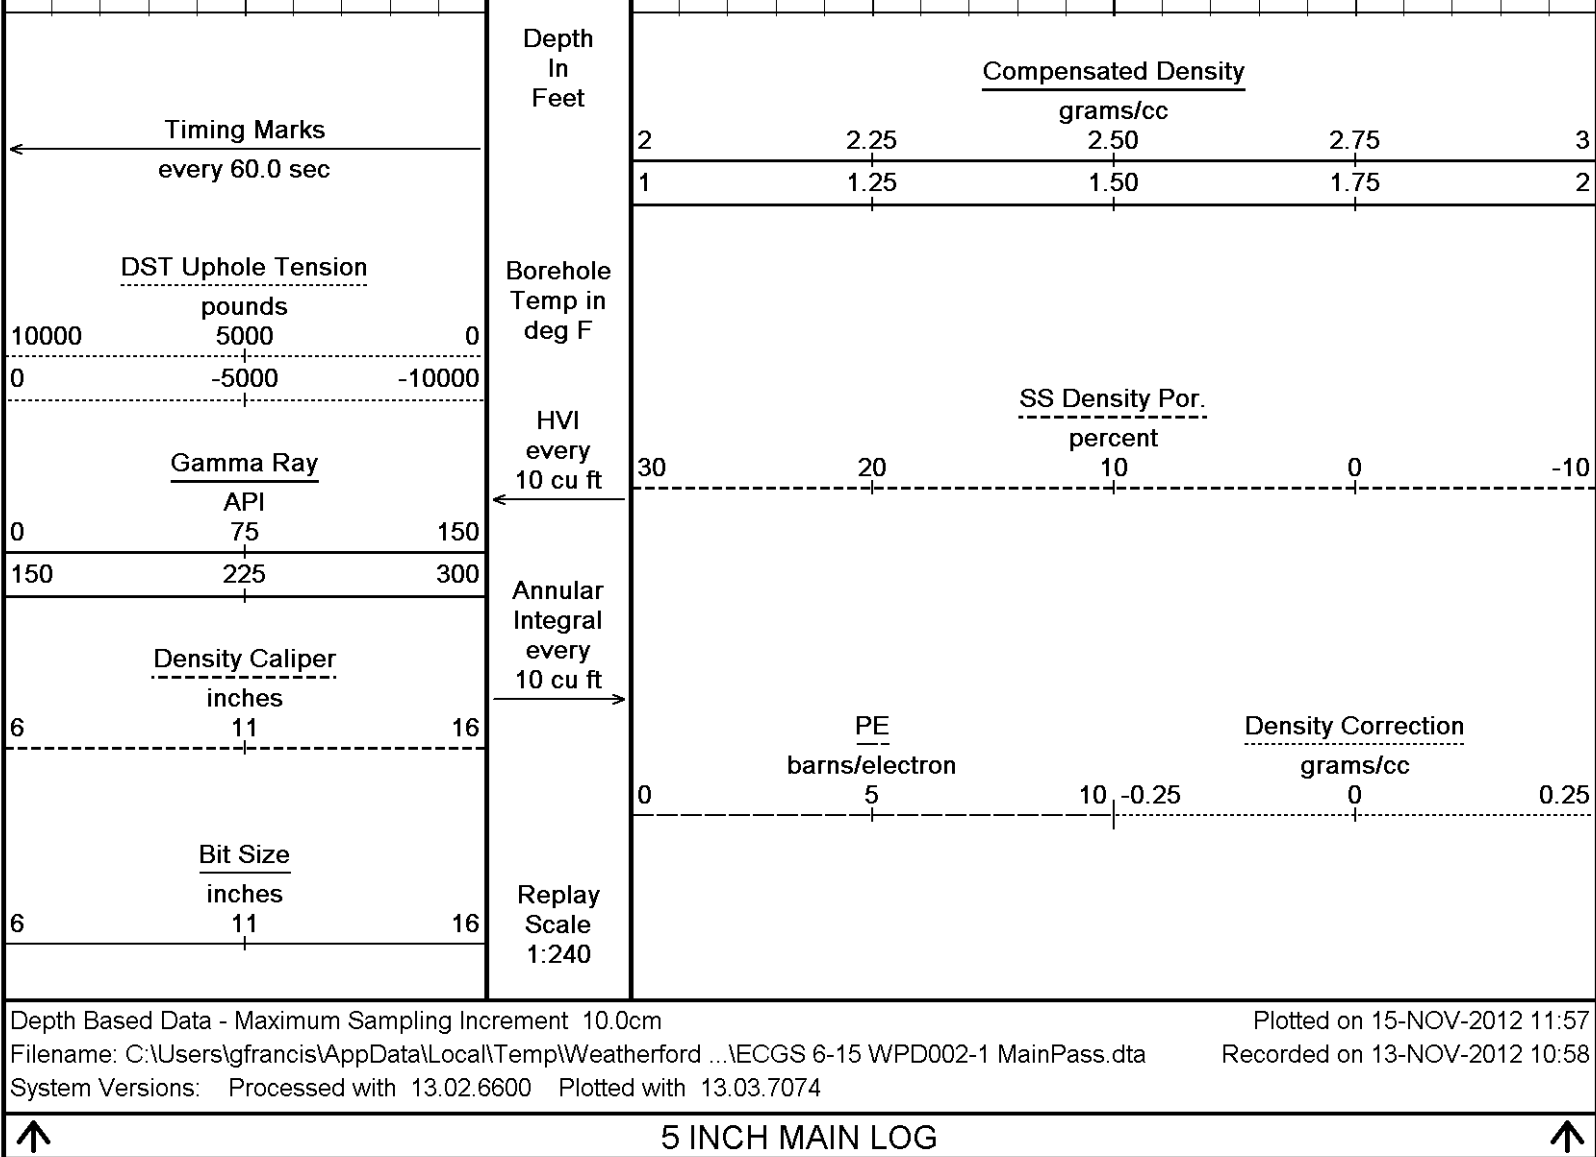 Timing Marks
every 60.0 sec
DST Uphole Tension
pounds
10000 5000 0
0 -5000 -10000
Gamma Ray
API
0 75 150
150 225 300
Density Caliper
inches
6 11 16
Bit Size
inches
6 11 16
Depth
In
Feet
Borehole
Temp in
deg F
HVI
every
10 cu ft
Annular
Integral
every
10 cu ft
Replay
Scale
1:240
Compensated Density
grams/cc
2 2.25 2.50 2.75 3
1 1.25 1.50 1.75 2
SS Density Por.
percent
30 20 10 0 -10
PE
barns/electron
0 5 10
Density Correction
grams/cc
-0.25 0 0.25
Depth Based Data - Maximum Sampling Increment 10.0cm
Plotted on 15-NOV-2012 11:57
Filename: C:\Users\gfrancis\AppData\Local\Temp\Weatherford ...\ECGS 6-15 WPD002-1 MainPass.dta
Recorded on 13-NOV-2012 10:58
System Versions: Processed with 13.02.6600 Plotted with 13.03.7074
5 INCH MAIN LOG